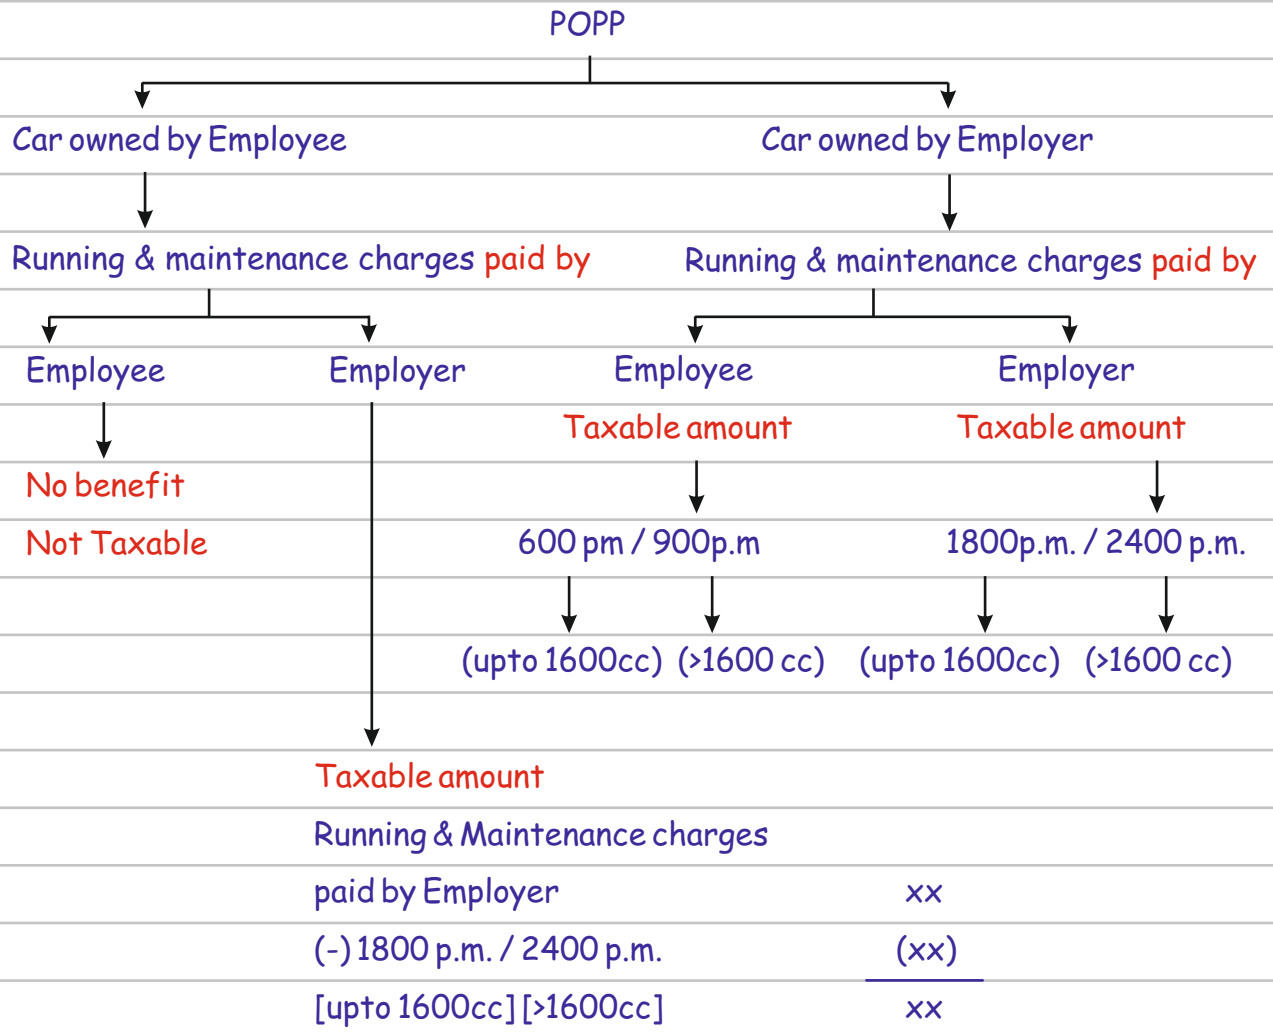 POPP
Car owned by Employee Car owned by Employer
Running & maintenance charges paid by Running & maintenance charges paid by
Employee Employer Employee Employer
Taxable amount Taxable amount
No benefit
Not Taxable 600 pm / 900p.m 1800p.m. / 2400 p.m.
(upto 1600cc) (>1600 cc) (upto 1600cc) (>1600 cc)
Taxable amount
Running & Maintenance charges
paid by Employer xx
(-) 1800 p.m. / 2400 p.m. (xx)
[upto 1600cc] [>1600cc] xx